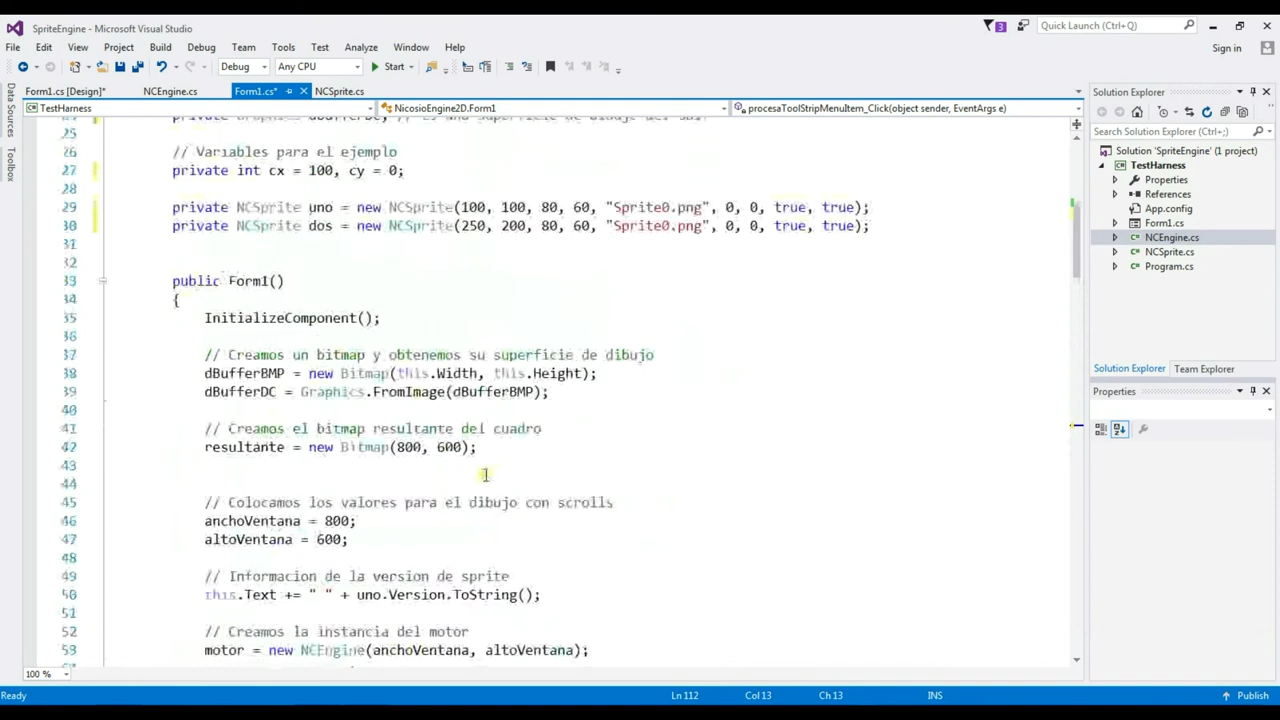 SpriteEngine - Microsoft Visual Studio
3
Quick Launch (Ctrl+Q)
File Edit View Project Build Debug Team Tools Test Analyze Window Help
Sign in
Debug Any CPU Start
Data Sources
Toolbox
Form1.cs [Design]* NCEngine.cs Form1.cs* NCSprite.cs
TestHarness NicosioEngine2D.Form1 procesaToolStripMenuItem_Click(object sender, EventArgs e)
25
26 // Variables para el ejemplo
27 private int cx = 100, cy = 0;
28
29 private NCSprite uno = new NCSprite(100, 100, 80, 60, "Sprite0.png", 0, 0, true, true);
30 private NCSprite dos = new NCSprite(250, 200, 80, 60, "Sprite0.png", 0, 0, true, true);
31
32
33 public Form1()
34 {
35 InitializeComponent();
36
37 // Creamos un bitmap y obtenemos su superficie de dibujo
38 dBufferBMP = new Bitmap(this.Width, this.Height);
39 dBufferDC = Graphics.FromImage(dBufferBMP);
40
41 // Creamos el bitmap resultante del cuadro
42 resultante = new Bitmap(800, 600);
43
44
45 // Colocamos los valores para el dibujo con scrolls
46 anchoVentana = 800;
47 altoVentana = 600;
48
49 // Informacion de la version de sprite
50 this.Text += " " + uno.Version.ToString();
51
52 // Creamos la instancia del motor
53 motor = new NCEngine(anchoVentana, altoVentana);
100 %
Solution Explorer
Search Solution Explorer (Ctrl+;)
Solution 'SpriteEngine' (1 project)
TestHarness
Properties
References
App.config
Form1.cs
NCEngine.cs
NCSprite.cs
Program.cs
Solution Explorer Team Explorer
Properties
Ready Ln 112 Col 13 Ch 13 INS Publish